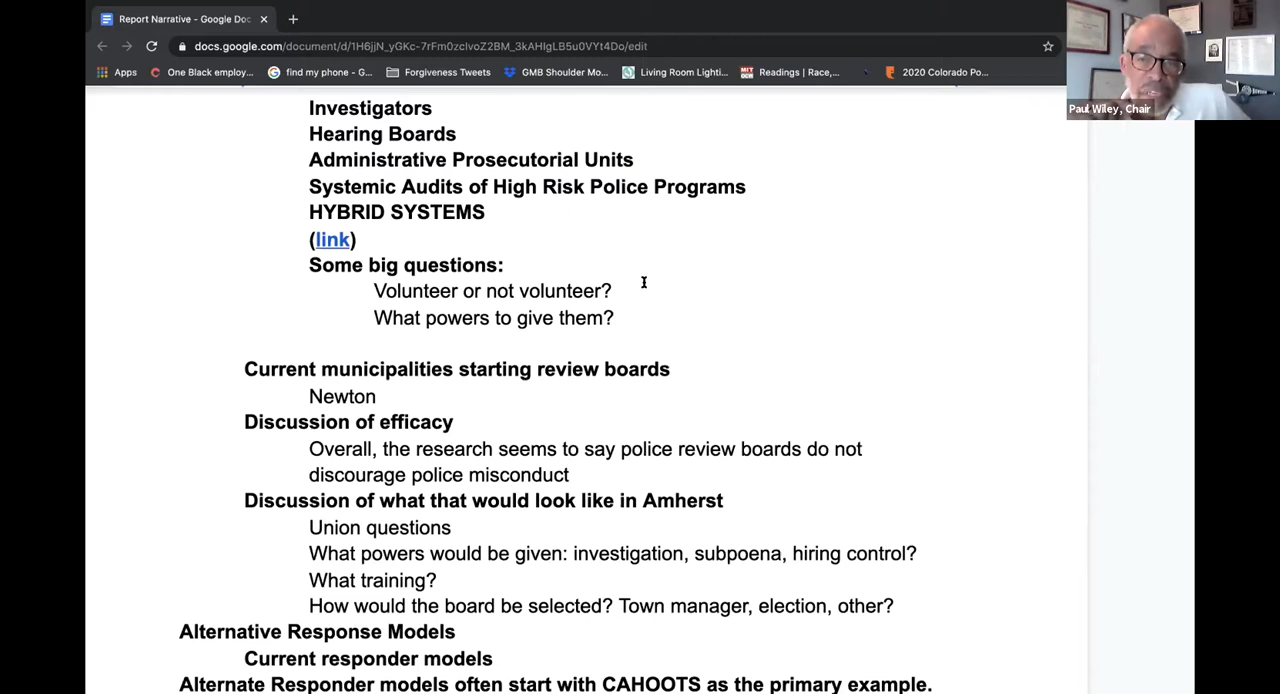 Report Narrative - Google Doc
docs.google.com/document/d/1H6jjN_yGKc-7rFm0zclvoZ2BM_3kAHIgLB5u0VYt4Do/edit
Apps One Black employ... find my phone - G... Forgiveness Tweets GMB Shoulder Mo... Living Room Lighti... MIT OCW Readings | Race,... 2020 Colorado Po...
Paul Wiley, Chair
Investigators
Hearing Boards
Administrative Prosecutorial Units
Systemic Audits of High Risk Police Programs
HYBRID SYSTEMS
(link)
Some big questions:
Volunteer or not volunteer?
What powers to give them?
Current municipalities starting review boards
Newton
Discussion of efficacy
Overall, the research seems to say police review boards do not
discourage police misconduct
Discussion of what that would look like in Amherst
Union questions
What powers would be given: investigation, subpoena, hiring control?
What training?
How would the board be selected? Town manager, election, other?
Alternative Response Models
Current responder models
Alternate Responder models often start with CAHOOTS as the primary example.